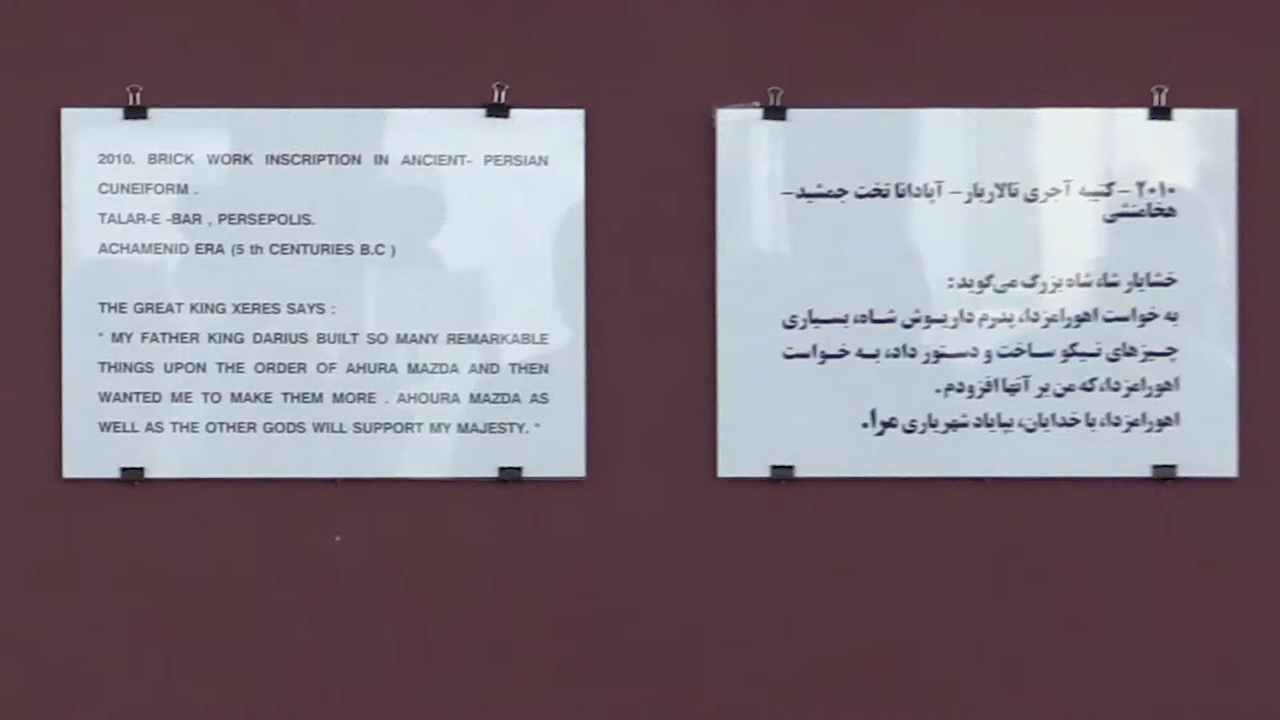 2010. BRICK WORK INSCRIPTION IN ANCIENT- PERSIAN
CUNEIFORM .
TALAR-E -BAR , PERSEPOLIS.
ACHAMENID ERA (5 th CENTURIES B.C )
THE GREAT KING XERES SAYS :
" MY FATHER KING DARIUS BUILT SO MANY REMARKABLE
THINGS UPON THE ORDER OF AHURA MAZDA AND THEN
WANTED ME TO MAKE THEM MORE . AHOURA MAZDA AS
WELL AS THE OTHER GODS WILL SUPPORT MY MAJESTY. "
۲۰۱۰ – کتیبه آجری تالاربار – آپادانا تخت جمشید –
هخامنشی
خشایار شاه، شاه بزرگ می‌گوید:
به خواست اهورامزدا، پدرم داریوش شاه، بسیاری
چیزهای نیکو ساخت و دستور داد، به خواست
اهورامزدا، که من بر آنها افزودم.
اهورامزدا، با خدایان، بپایاد شهریاری مرا.